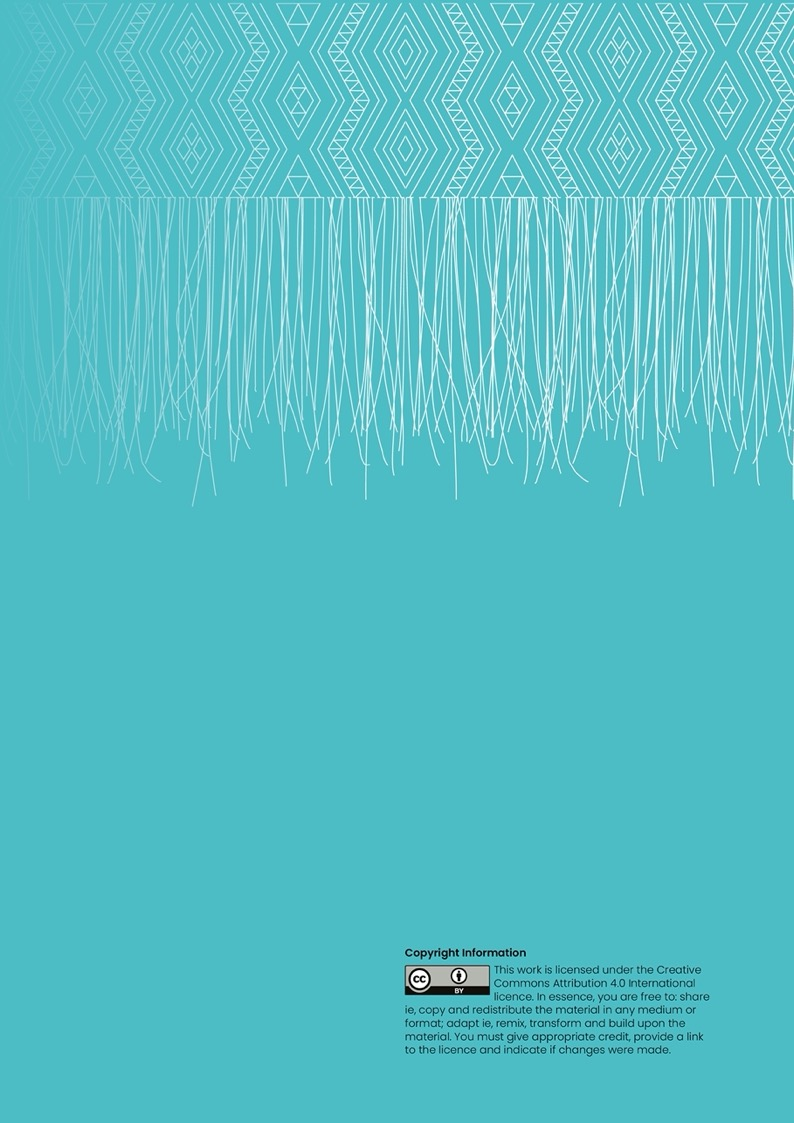 Copyright Information
This work is licensed under the Creative
Commons Attribution 4.0 International
licence. In essence, you are free to: share
ie, copy and redistribute the material in any medium or
format; adapt ie, remix, transform and build upon the
material. You must give appropriate credit, provide a link
to the licence and indicate if changes were made.
cc
BY